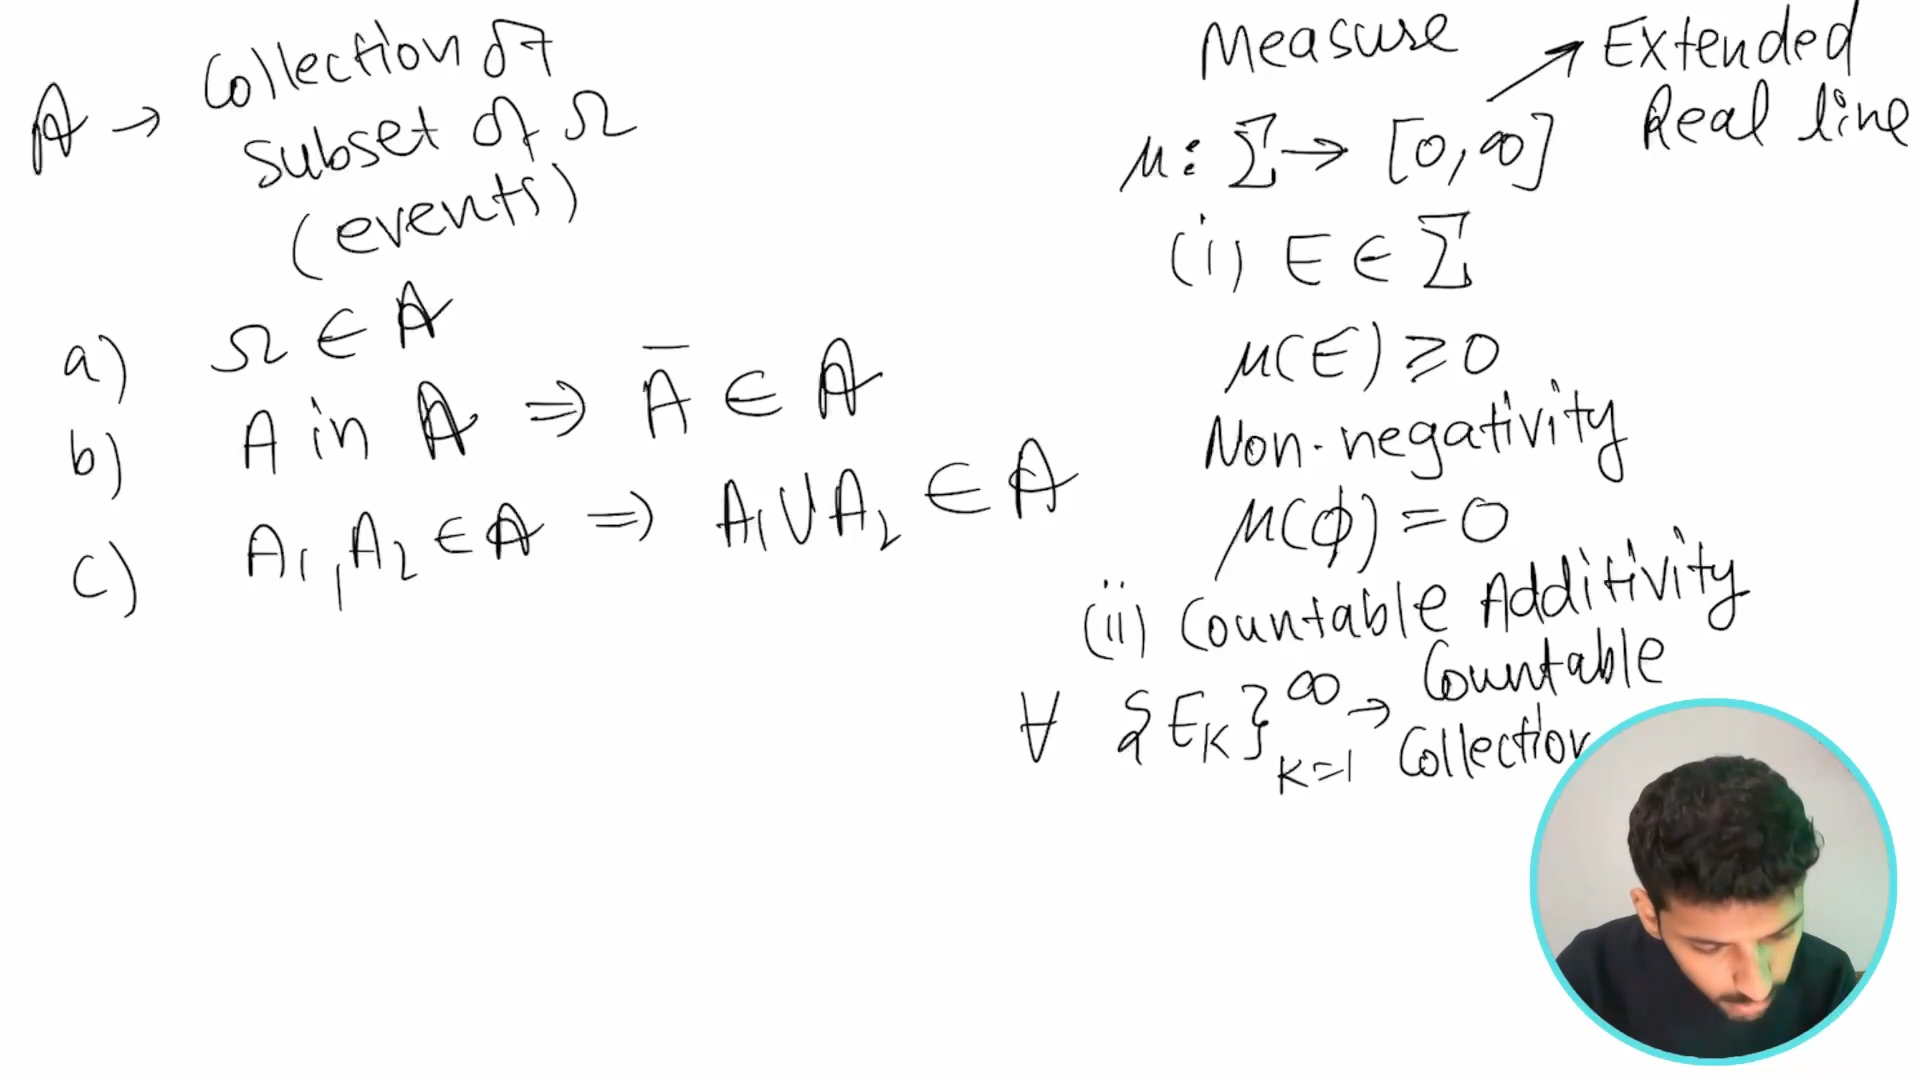 𝔸 → Collection of
subset of Ω
(events)
a) Ω ∈ 𝔸
b) A in 𝔸 ⇒ A̅ ∈ 𝔸
c) A₁, A₂ ∈ 𝔸 ⇒ A₁ ∪ A₂ ∈ 𝔸
Measure
μ: Σ → [0, ∞] → Extended
Real line
(i) E ∈ Σ
μ(E) ≥ 0
Non-negativity
μ(ϕ) = 0
(ii) Countable Additivity
∀ {E_K}_{K=1}^∞ → Countable
Collection